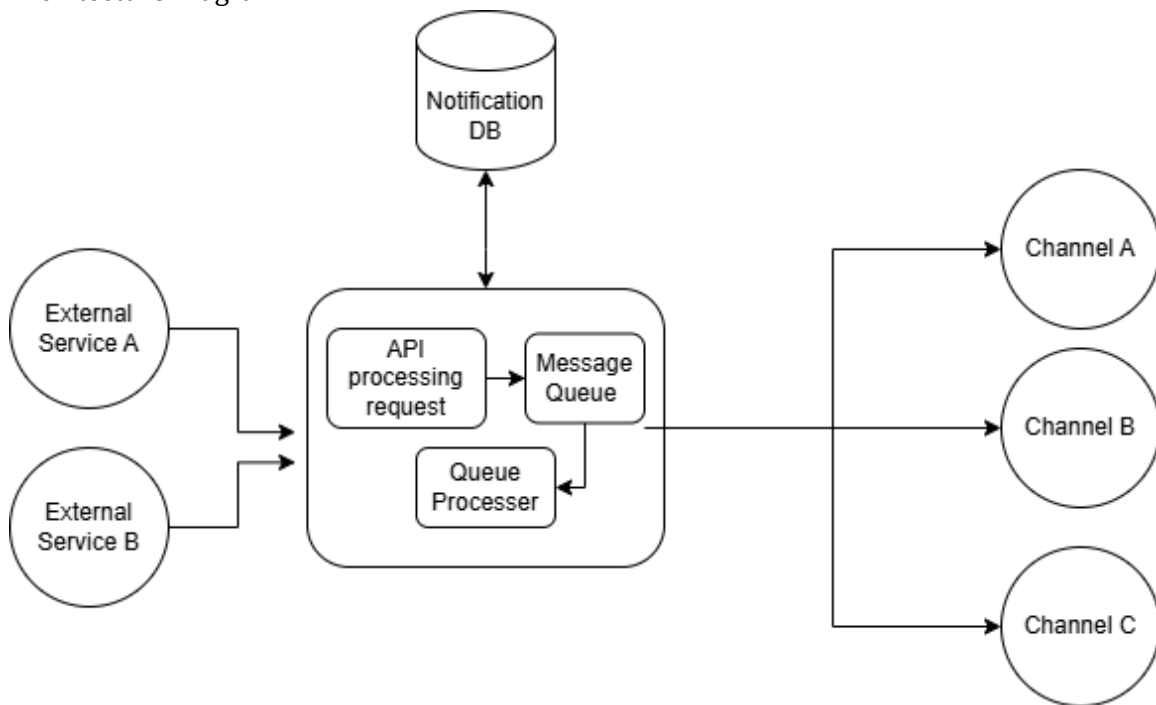 Notification
DB
External
Service A
External
Service B
API
processing
request
Message
Queue
Queue
Processer
Channel A
Channel B
Channel C